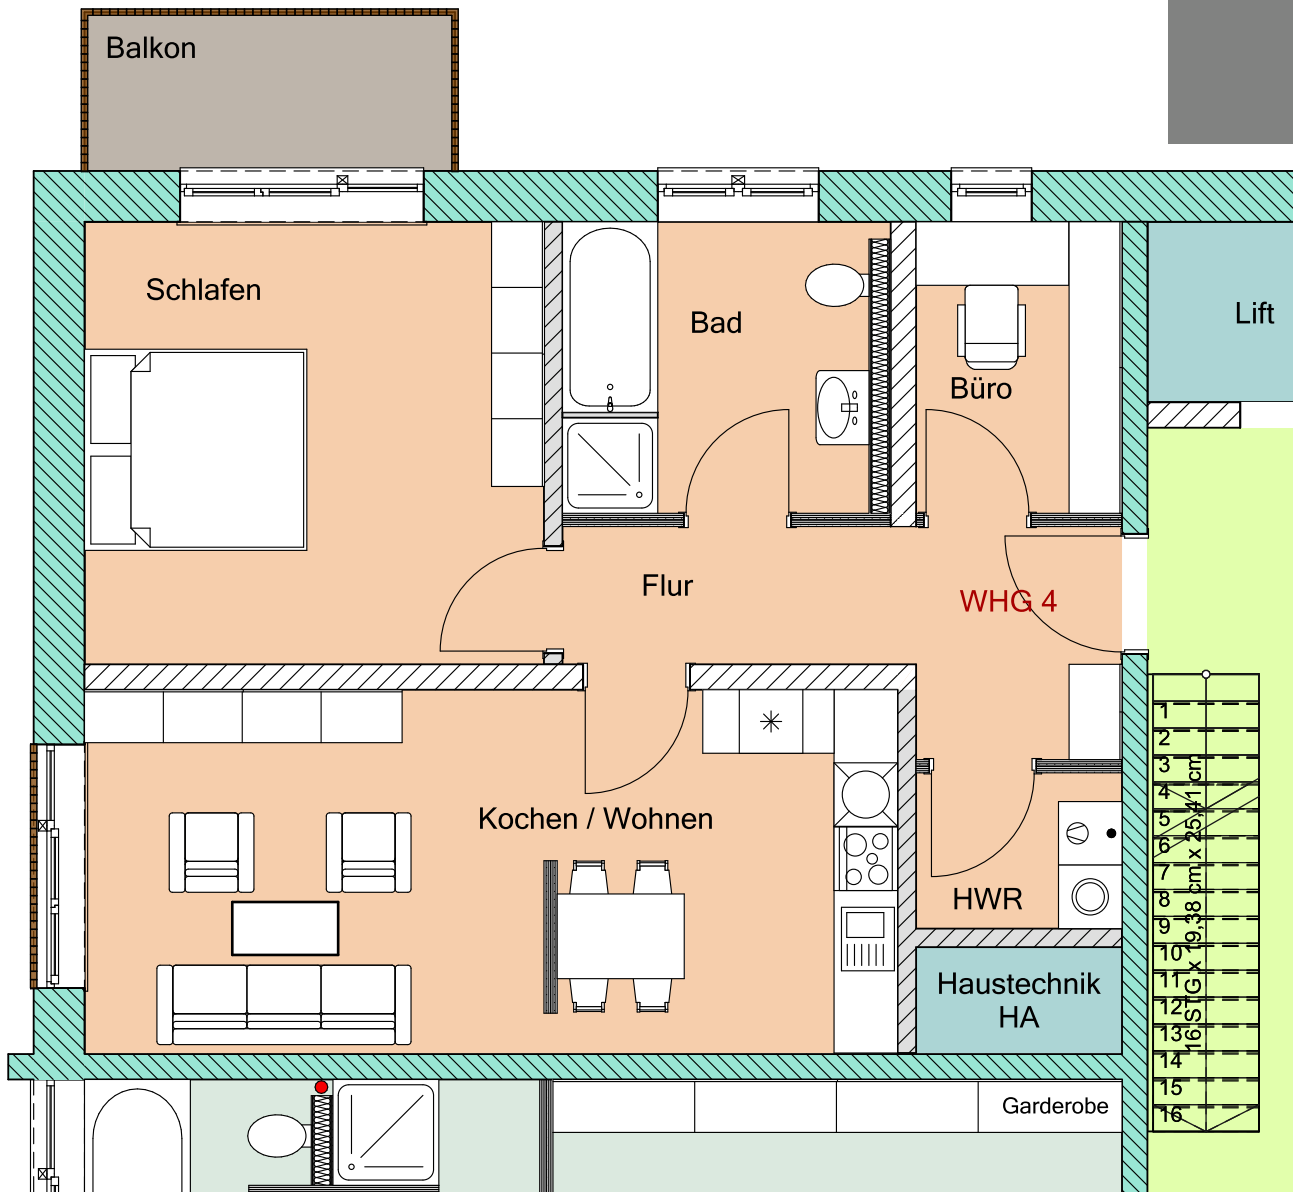 Balkon
Schlafen
Bad
Büro
Lift
Flur
WHG 4
Kochen / Wohnen
HWR
Haustechnik
HA
1
2
3
4
5
6
7
8
9
10
11
12
13
14
15
16
16 STG x 19,38 cm x 25,41 cm
Garderobe